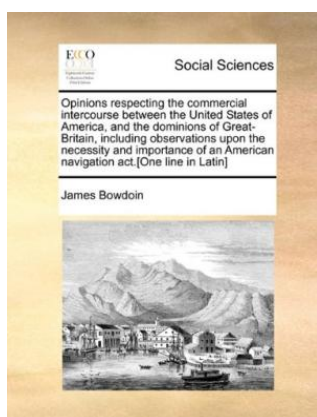 ECCO
Social Sciences
Opinions respecting the commercial
intercourse between the United States of
America, and the dominions of Great-
Britain, including observations upon the
necessity and importance of an American
navigation act.[One line in Latin]
James Bowdoin